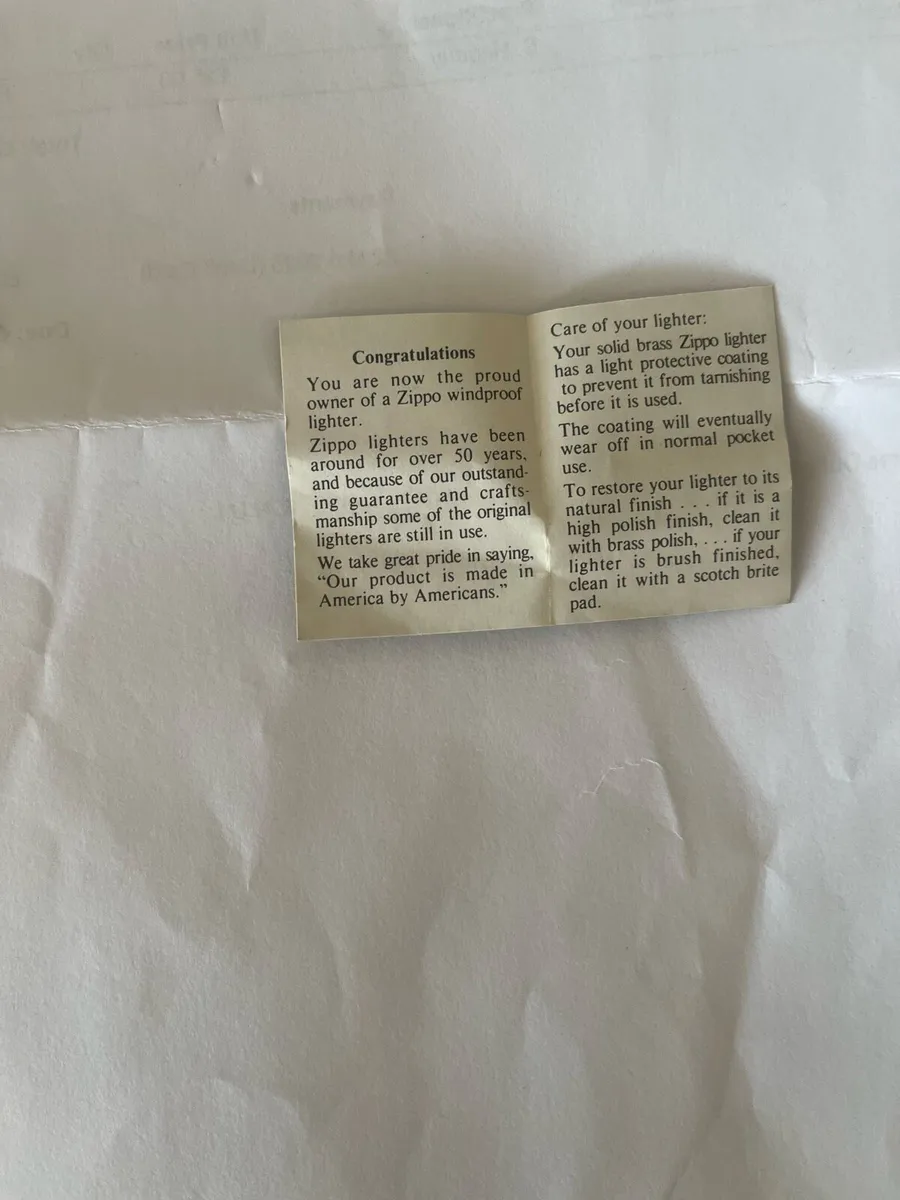 Congratulations
You are now the proud
owner of a Zippo windproof
lighter.
Zippo lighters have been
around for over 50 years,
and because of our outstand-
ing guarantee and crafts-
manship some of the original
lighters are still in use.
We take great pride in saying,
“Our product is made in
America by Americans.”
Care of your lighter:
Your solid brass Zippo lighter
has a light protective coating
to prevent it from tarnishing
before it is used.
The coating will eventually
wear off in normal pocket
use.
To restore your lighter to its
natural finish . . . if it is a
high polish finish, clean it
with brass polish, . . . if your
lighter is brush finished,
clean it with a scotch brite
pad.